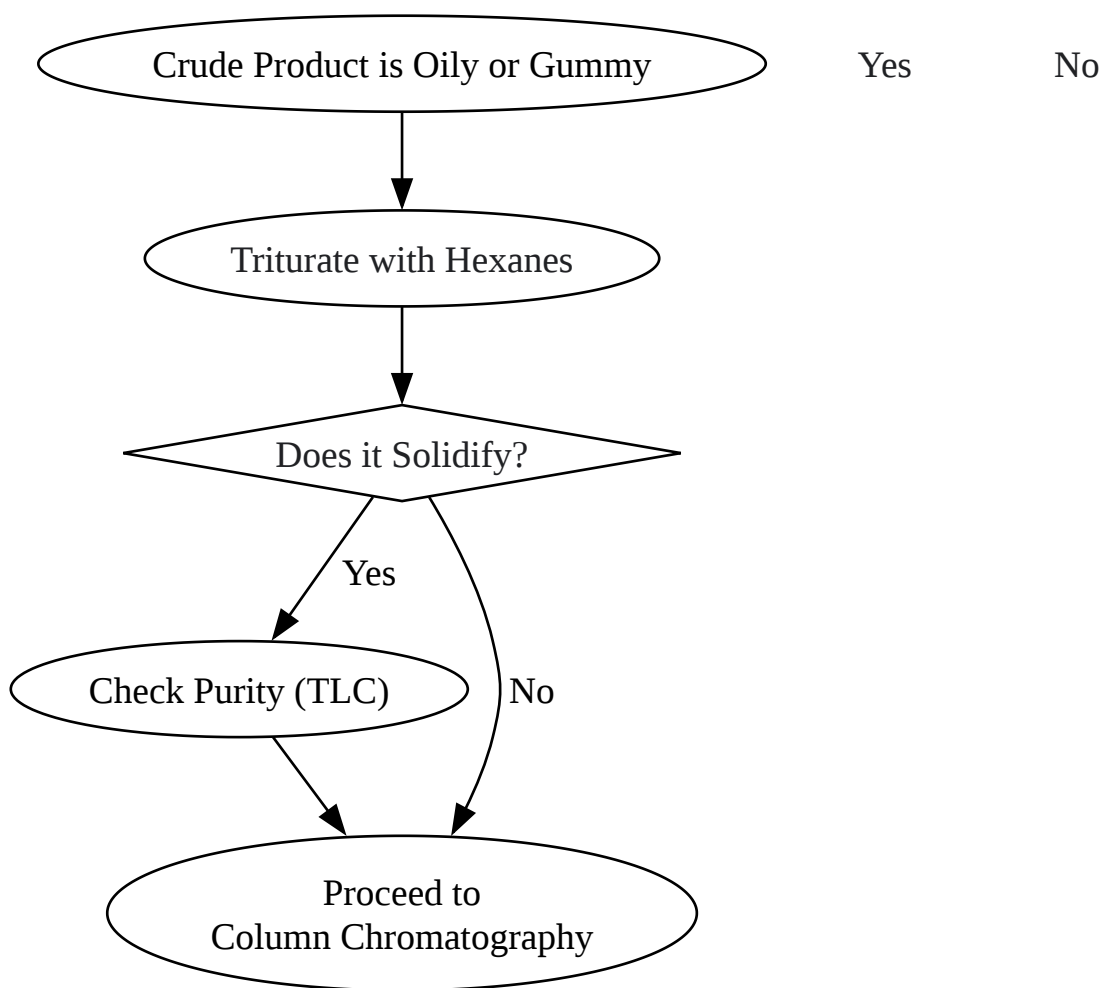 Crude Product is Oily or Gummy
Yes
No
Triturate with Hexanes
Does it Solidify?
Yes
Check Purity (TLC)
No
Proceed to
Column Chromatography